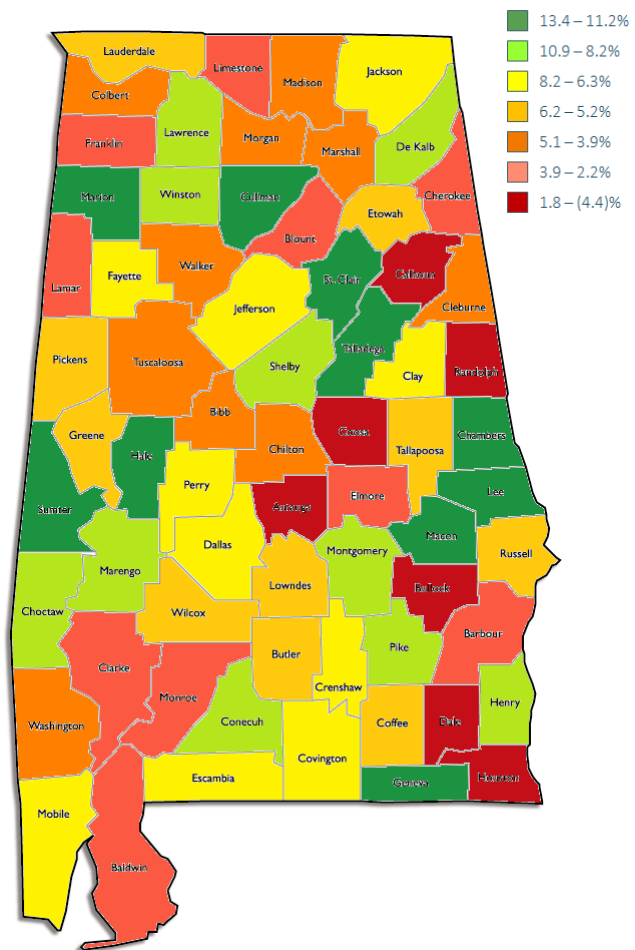 13.4 – 11.2%
10.9 – 8.2%
8.2 – 6.3%
6.2 – 5.2%
5.1 – 3.9%
3.9 – 2.2%
1.8 – (4.4)%
Lauderdale
Limestone
Madison
Jackson
Colbert
Lawrence
Morgan
Marshall
De Kalb
Franklin
Marion
Winston
Cullman
Cherokee
Etowah
Blount
Lamar
Fayette
Walker
St. Clair
Calhoun
Jefferson
Cleburne
Talladega
Pickens
Tuscaloosa
Shelby
Clay
Randolph
Bibb
Greene
Hale
Chilton
Coosa
Tallapoosa
Chambers
Perry
Elmore
Lee
Sumter
Autauga
Macon
Dallas
Montgomery
Russell
Marengo
Lowndes
Bullock
Choctaw
Wilcox
Barbour
Butler
Pike
Clarke
Crenshaw
Monroe
Henry
Washington
Conecuh
Coffee
Dale
Covington
Escambia
Geneva
Houston
Mobile
Baldwin